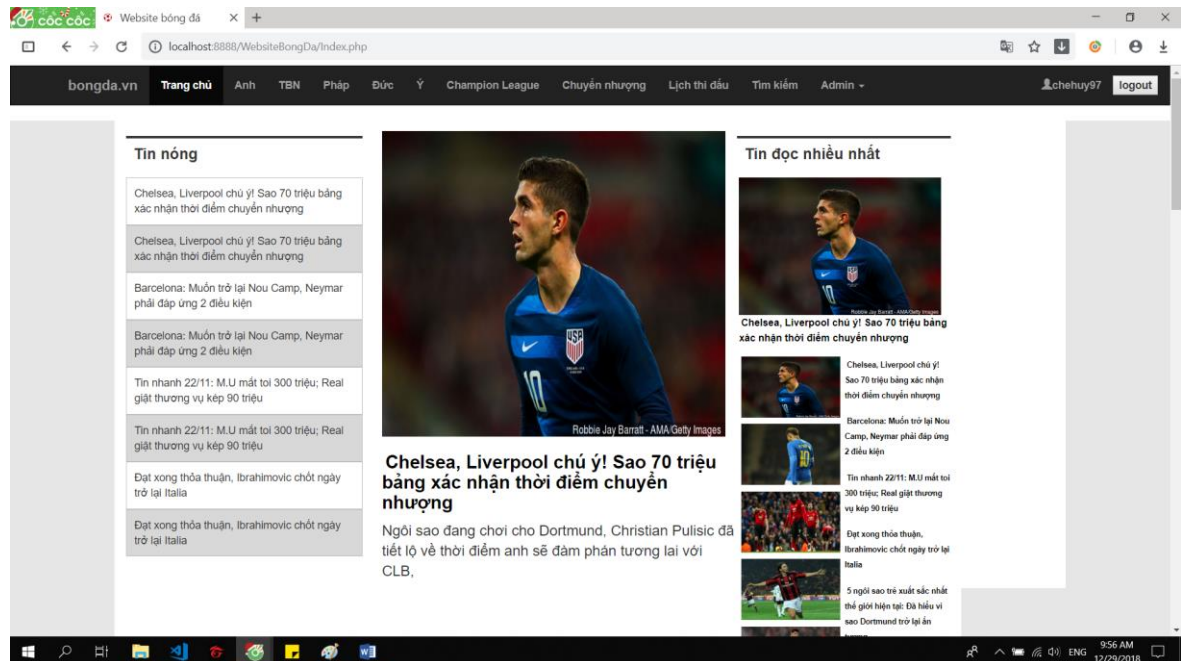 cốc cốc
Website bóng đá
localhost:8888/WebsiteBongDa/Index.php
bongda.vn Trang chủ Anh TBN Pháp Đức Ý Champion League Chuyển nhượng Lịch thi đấu Tìm kiếm Admin chehuy97 logout
Tin nóng
Chelsea, Liverpool chú ý! Sao 70 triệu bảng
xác nhận thời điểm chuyển nhượng
Chelsea, Liverpool chú ý! Sao 70 triệu bảng
xác nhận thời điểm chuyển nhượng
Barcelona: Muốn trở lại Nou Camp, Neymar
phải đáp ứng 2 điều kiện
Barcelona: Muốn trở lại Nou Camp, Neymar
phải đáp ứng 2 điều kiện
Tin nhanh 22/11: M.U mất toi 300 triệu; Real
giật thương vụ kép 90 triệu
Tin nhanh 22/11: M.U mất toi 300 triệu; Real
giật thương vụ kép 90 triệu
Đạt xong thỏa thuận, Ibrahimovic chốt ngày
trở lại Italia
Đạt xong thỏa thuận, Ibrahimovic chốt ngày
trở lại Italia
USA
10
Robbie Jay Barratt - AMA/Getty Images
Chelsea, Liverpool chú ý! Sao 70 triệu
bảng xác nhận thời điểm chuyển
nhượng
Ngôi sao đang chơi cho Dortmund, Christian Pulisic đã
tiết lộ về thời điểm anh sẽ đàm phán tương lai với
CLB,
Tin đọc nhiều nhất
10
Robbie Jay Barratt - AMA/Getty Images
Chelsea, Liverpool chú ý! Sao 70 triệu bảng
xác nhận thời điểm chuyển nhượng
Chelsea, Liverpool chú ý!
Sao 70 triệu bảng xác nhận
thời điểm chuyển nhượng
10
Barcelona: Muốn trở lại Nou
Camp, Neymar phải đáp ứng
2 điều kiện
Tin nhanh 22/11: M.U mất toi
300 triệu; Real giật thương
vụ kép 90 triệu
Đạt xong thỏa thuận,
Ibrahimovic chốt ngày trở lại
Italia
5 ngôi sao trẻ xuất sắc nhất
thế giới hiện tại: Đã hiểu vì
sao Dortmund trở lại ấn
ENG
9:56 AM
12/29/2018